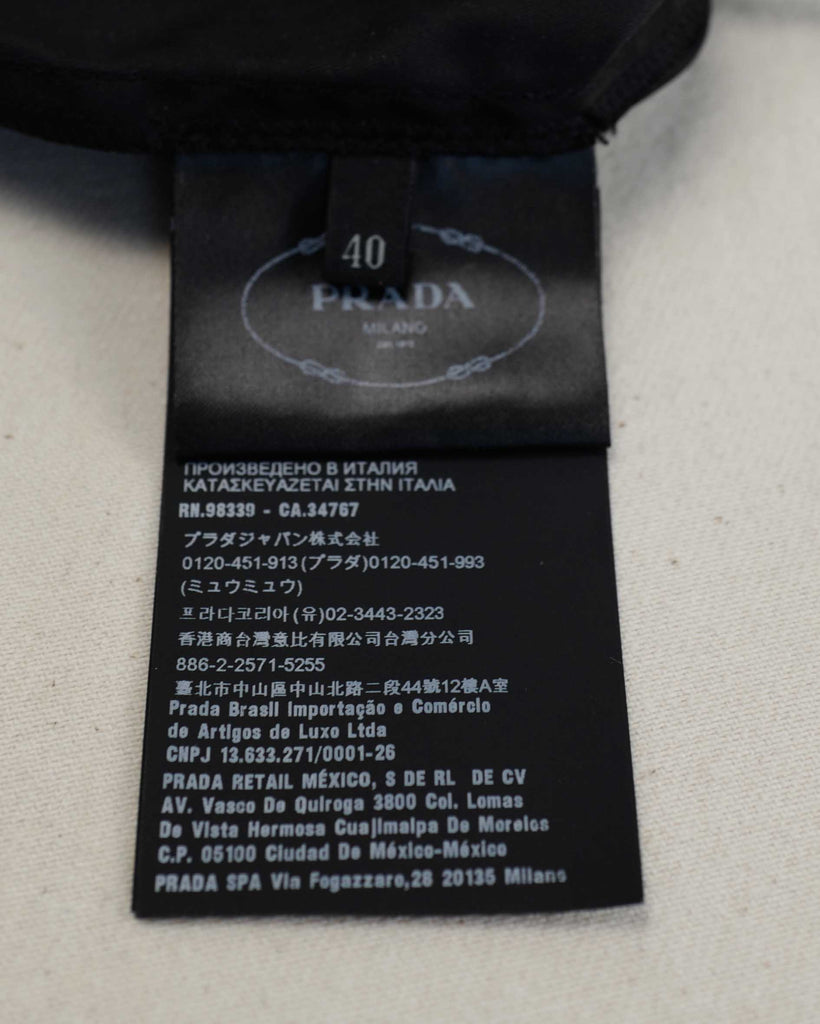 40
PRADA
MILANO
ПРОИЗВЕДЕНО В ИТАЛИЯ
ΚΑΤΑΣΚΕΥΑΖΕΤΑΙ ΣΤΗΝ ΙΤΑΛΙΑ
RN.98339 - CA.34767
プラダジャパン株式会社
0120-451-913(プラダ)0120-451-993
(ミュウミュウ)
프라다코리아(유)02-3443-2323
香港商台灣意比有限公司台灣分公司
886-2-2571-5255
臺北市中山區中山北路二段44號12樓A室
Prada Brasil Importação e Comércio
de Artigos de Luxo Ltda
CNPJ 13.633.271/0001-26
PRADA RETAIL MÉXICO, S DE RL DE CV
AV. Vasco De Quiroga 3800 Col. Lomas
De Vista Hermosa Cuajimalpa De Morelos
C.P. 05100 Ciudad De México-México
PRADA SPA Via Fogazzaro,28 20135 Milano